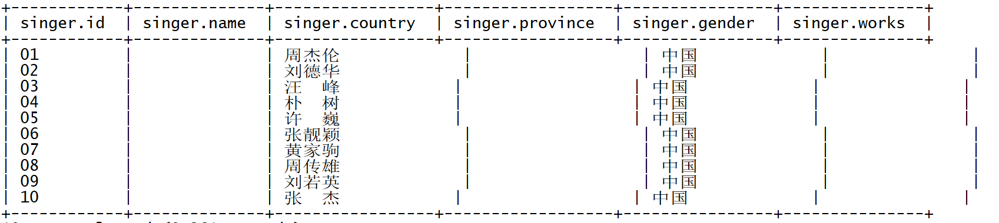 +------------+--------------+-----------------+------------------+----------------+---------------+
| singer.id | singer.name | singer.country | singer.province | singer.gender | singer.works |
+------------+--------------+-----------------+------------------+----------------+---------------+
| 01 | | 周杰伦 | | 中国 | |
| 02 | | 刘德华 | | 中国 | |
| 03 | | 汪　峰 | | 中国 | |
| 04 | | 朴　树 | | 中国 | |
| 05 | | 许　巍 | | 中国 | |
| 06 | | 张靓颖 | | 中国 | |
| 07 | | 黄家驹 | | 中国 | |
| 08 | | 周传雄 | | 中国 | |
| 09 | | 刘若英 | | 中国 | |
| 10 | | 张　杰 | | 中国 | |
+------------+--------------+-----------------+------------------+----------------+---------------+